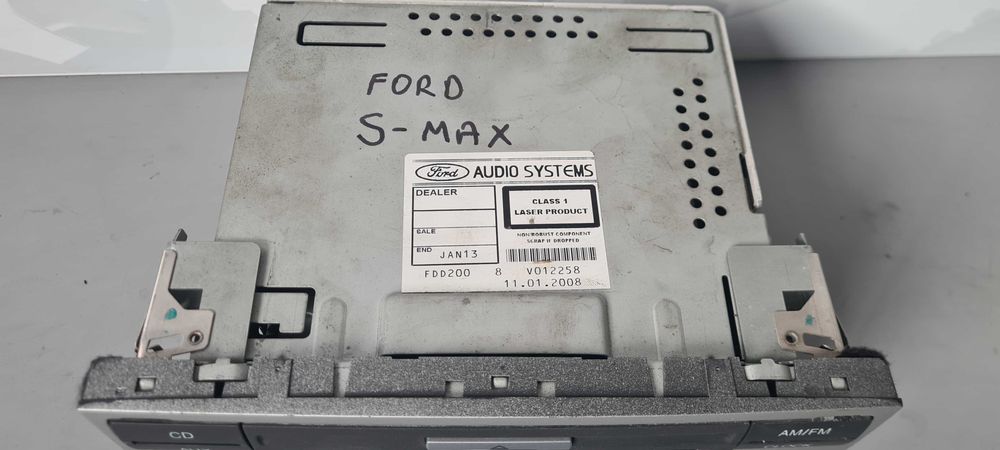 FORD
S-MAX
Ford AUDIO SYSTEMS
DEALER
CLASS 1
LASER PRODUCT
SALE
NON ROBUST COMPONENT
SCRAP IF DROPPED
END JAN13
FDD200 8 V012258
11.01.2008
CD
AM/FM